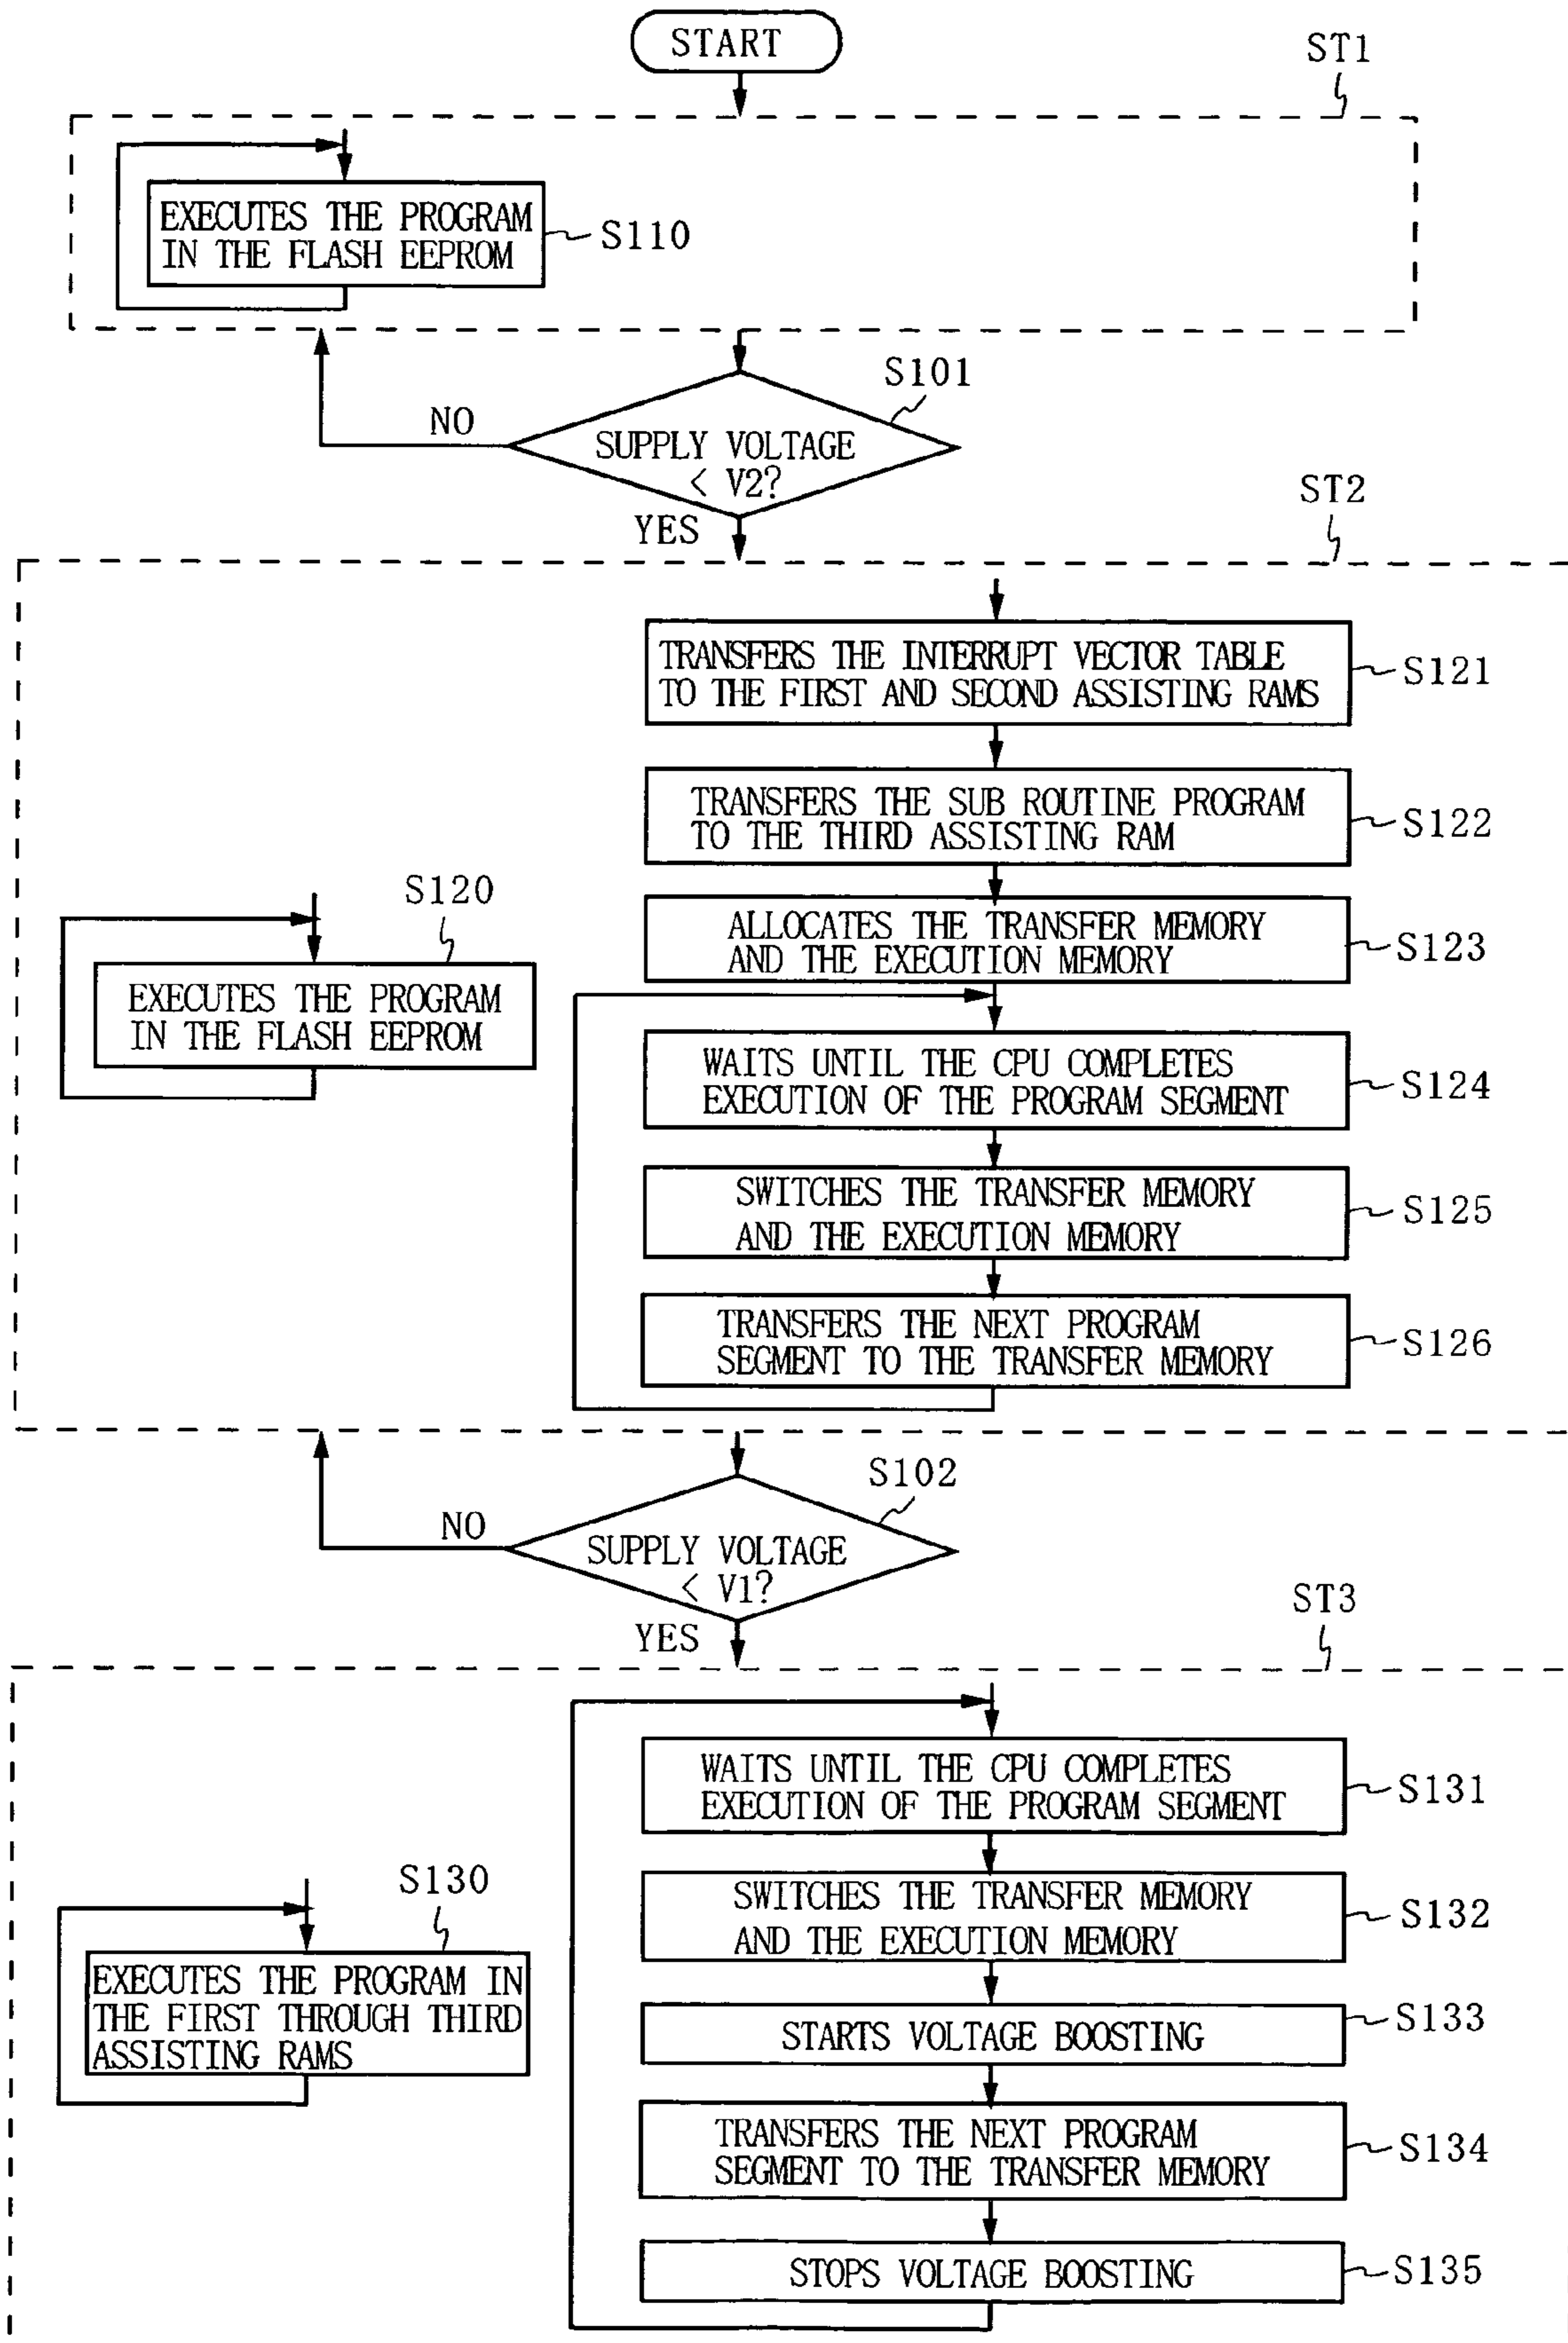 START
ST1
EXECUTES THE PROGRAM
IN THE FLASH EEPROM
S110
S101
NO
SUPPLY VOLTAGE
< V2?
YES
ST2
TRANSFERS THE INTERRUPT VECTOR TABLE
TO THE FIRST AND SECOND ASSISTING RAMS
S121
TRANSFERS THE SUB ROUTINE PROGRAM
TO THE THIRD ASSISTING RAM
S122
S120
EXECUTES THE PROGRAM
IN THE FLASH EEPROM
ALLOCATES THE TRANSFER MEMORY
AND THE EXECUTION MEMORY
S123
WAITS UNTIL THE CPU COMPLETES
EXECUTION OF THE PROGRAM SEGMENT
S124
SWITCHES THE TRANSFER MEMORY
AND THE EXECUTION MEMORY
S125
TRANSFERS THE NEXT PROGRAM
SEGMENT TO THE TRANSFER MEMORY
S126
S102
NO
SUPPLY VOLTAGE
< V1?
YES
ST3
WAITS UNTIL THE CPU COMPLETES
EXECUTION OF THE PROGRAM SEGMENT
S131
S130
EXECUTES THE PROGRAM IN
THE FIRST THROUGH THIRD
ASSISTING RAMS
SWITCHES THE TRANSFER MEMORY
AND THE EXECUTION MEMORY
S132
STARTS VOLTAGE BOOSTING
S133
TRANSFERS THE NEXT PROGRAM
SEGMENT TO THE TRANSFER MEMORY
S134
STOPS VOLTAGE BOOSTING
S135